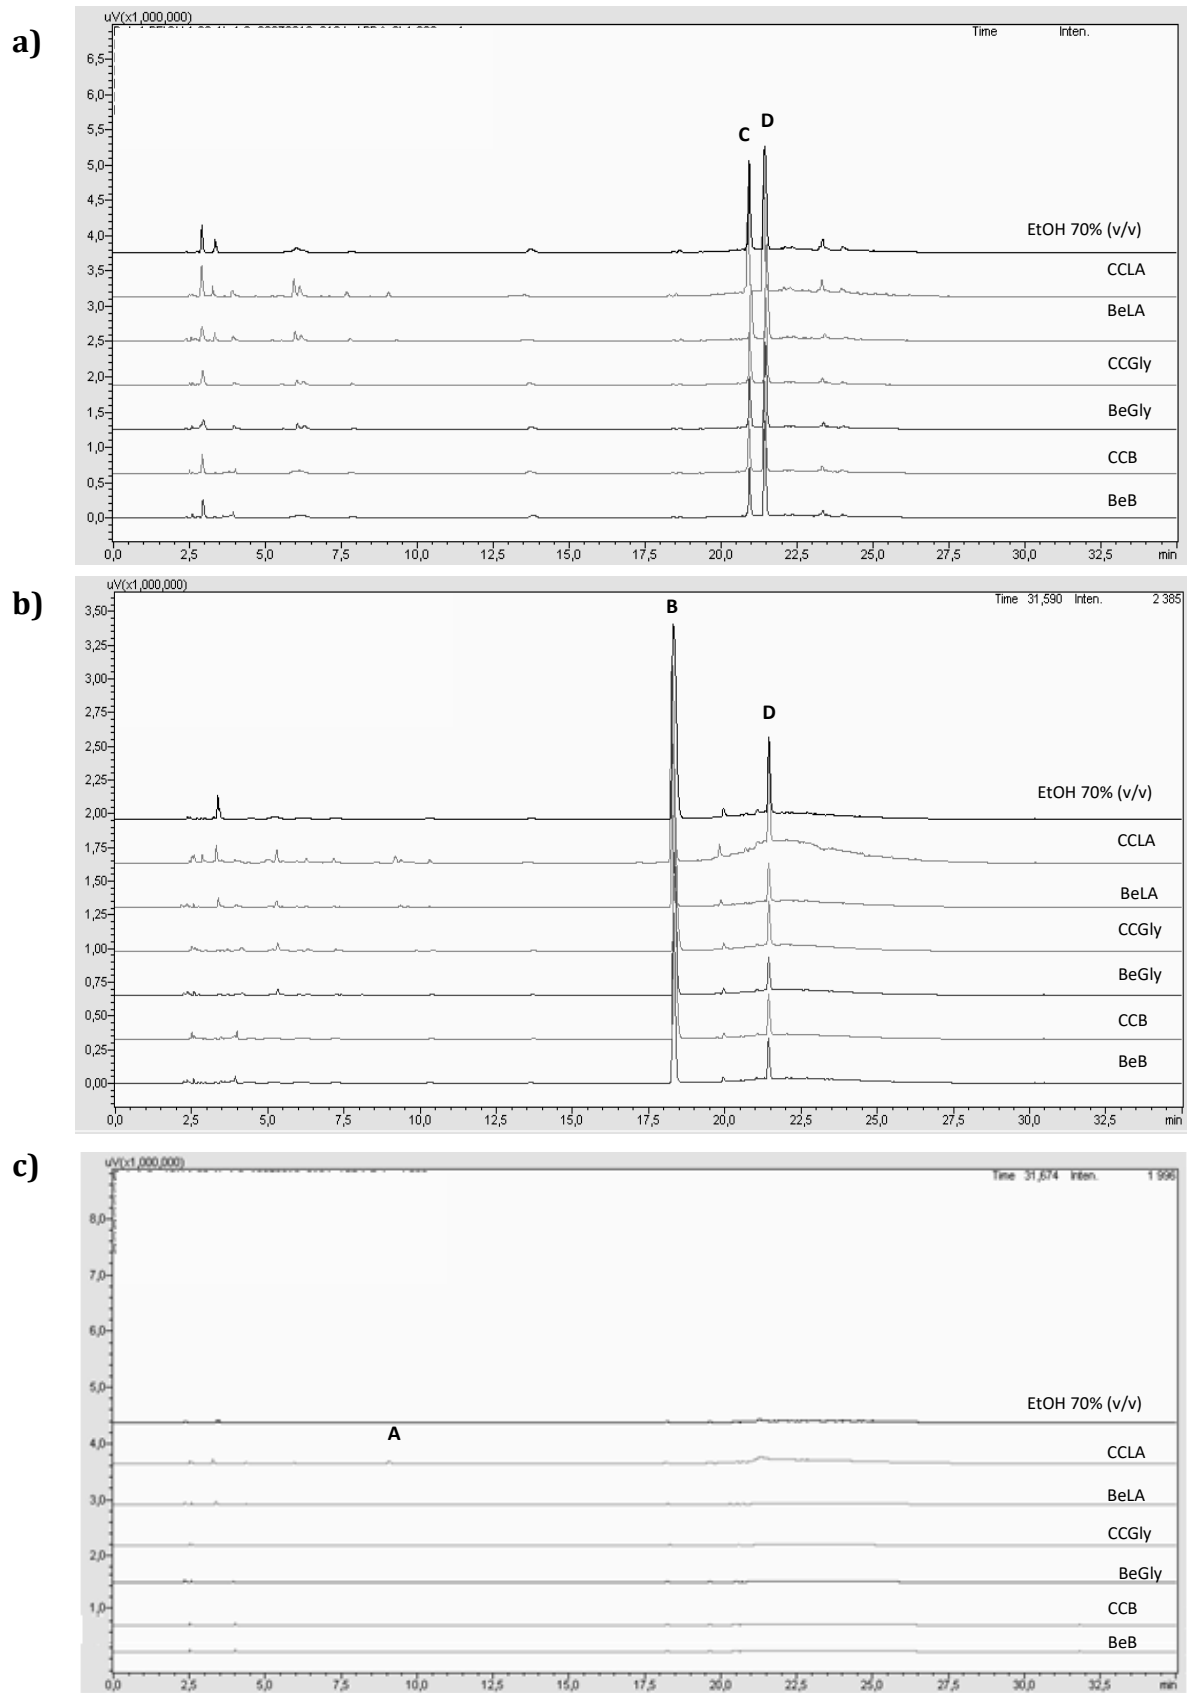 a)
uV(x1,000,000)
Time Inten.
6,5
6,0
5,5
5,0
4,5
4,0
3,5
3,0
2,5
2,0
1,5
1,0
0,5
0,0
C D
EtOH 70% (v/v)
CCLA
BeLA
CCGly
BeGly
CCB
BeB
0,0 2,5 5,0 7,5 10,0 12,5 15,0 17,5 20,0 22,5 25,0 27,5 30,0 32,5 min
b)
uV(x1,000,000)
Time 31,590 Inten. 2 385
3,50
3,25
3,00
2,75
2,50
2,25
2,00
1,75
1,50
1,25
1,00
0,75
0,50
0,25
0,00
B
D
EtOH 70% (v/v)
CCLA
BeLA
CCGly
BeGly
CCB
BeB
0,0 2,5 5,0 7,5 10,0 12,5 15,0 17,5 20,0 22,5 25,0 27,5 30,0 32,5 min
c)
uV(x1,000,000)
Time 31,674 Inten. 1 996
8,0
7,0
6,0
5,0
4,0
3,0
2,0
1,0
EtOH 70% (v/v)
A
CCLA
BeLA
CCGly
BeGly
CCB
BeB
0,0 2,5 5,0 7,5 10,0 12,5 15,0 17,5 20,0 22,5 25,0 27,5 30,0 32,5 min